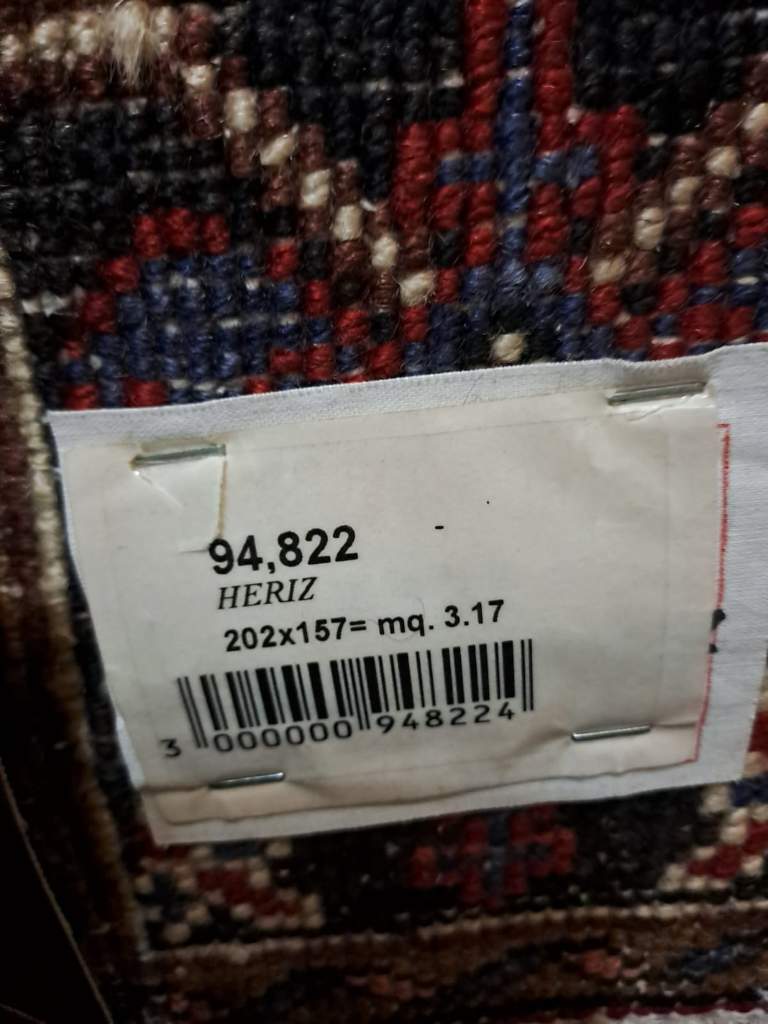 94,822
HERIZ
202x157= mq. 3.17
3 000000 948224